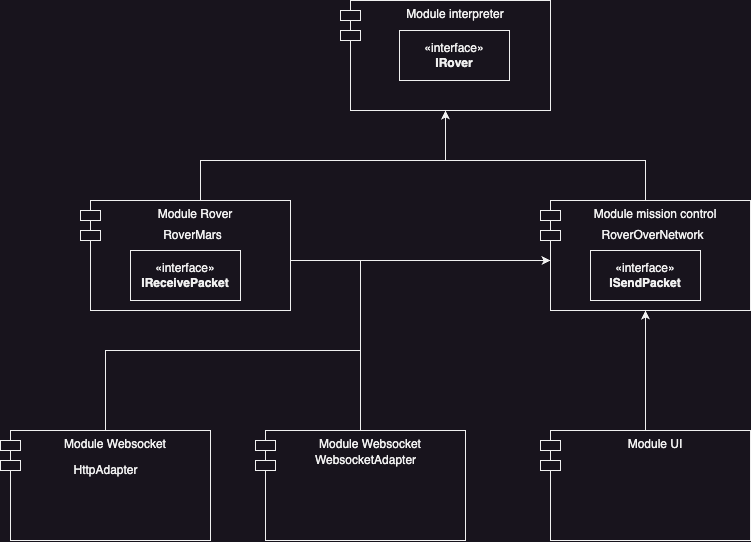 Module interpreter
«interface»
IRover
Module Rover
RoverMars
«interface»
IReceivePacket
Module mission control
RoverOverNetwork
«interface»
ISendPacket
Module Websocket
HttpAdapter
Module Websocket
WebsocketAdapter
Module UI